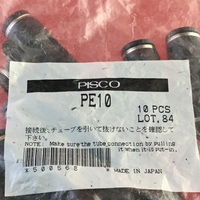 PISCO
PE10
10 PCS
LOT. 84
接続後、チューブを引いて抜けないことを確認して
下さい。
NOTE: Make sure the tube connection by pulling
it when it is put-in.
X500568
MADE IN JAPAN